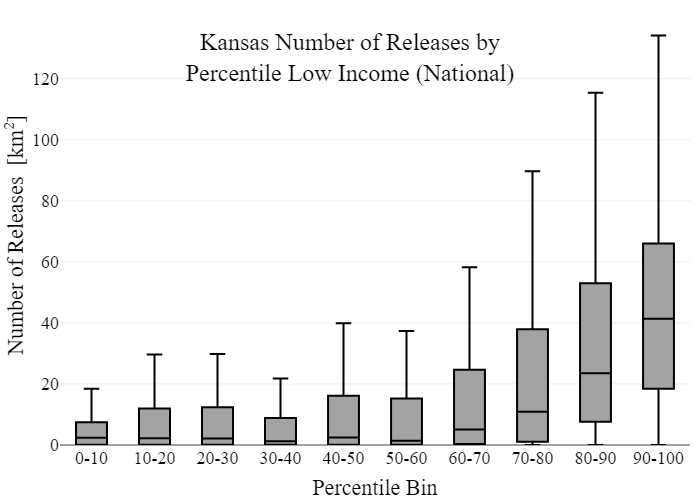 Kansas Number of Releases by
Percentile Low Income (National)
Number of Releases [km²]
120
100
80
60
40
20
0
0-10 10-20 20-30 30-40 40-50 50-60 60-70 70-80 80-90 90-100
Percentile Bin